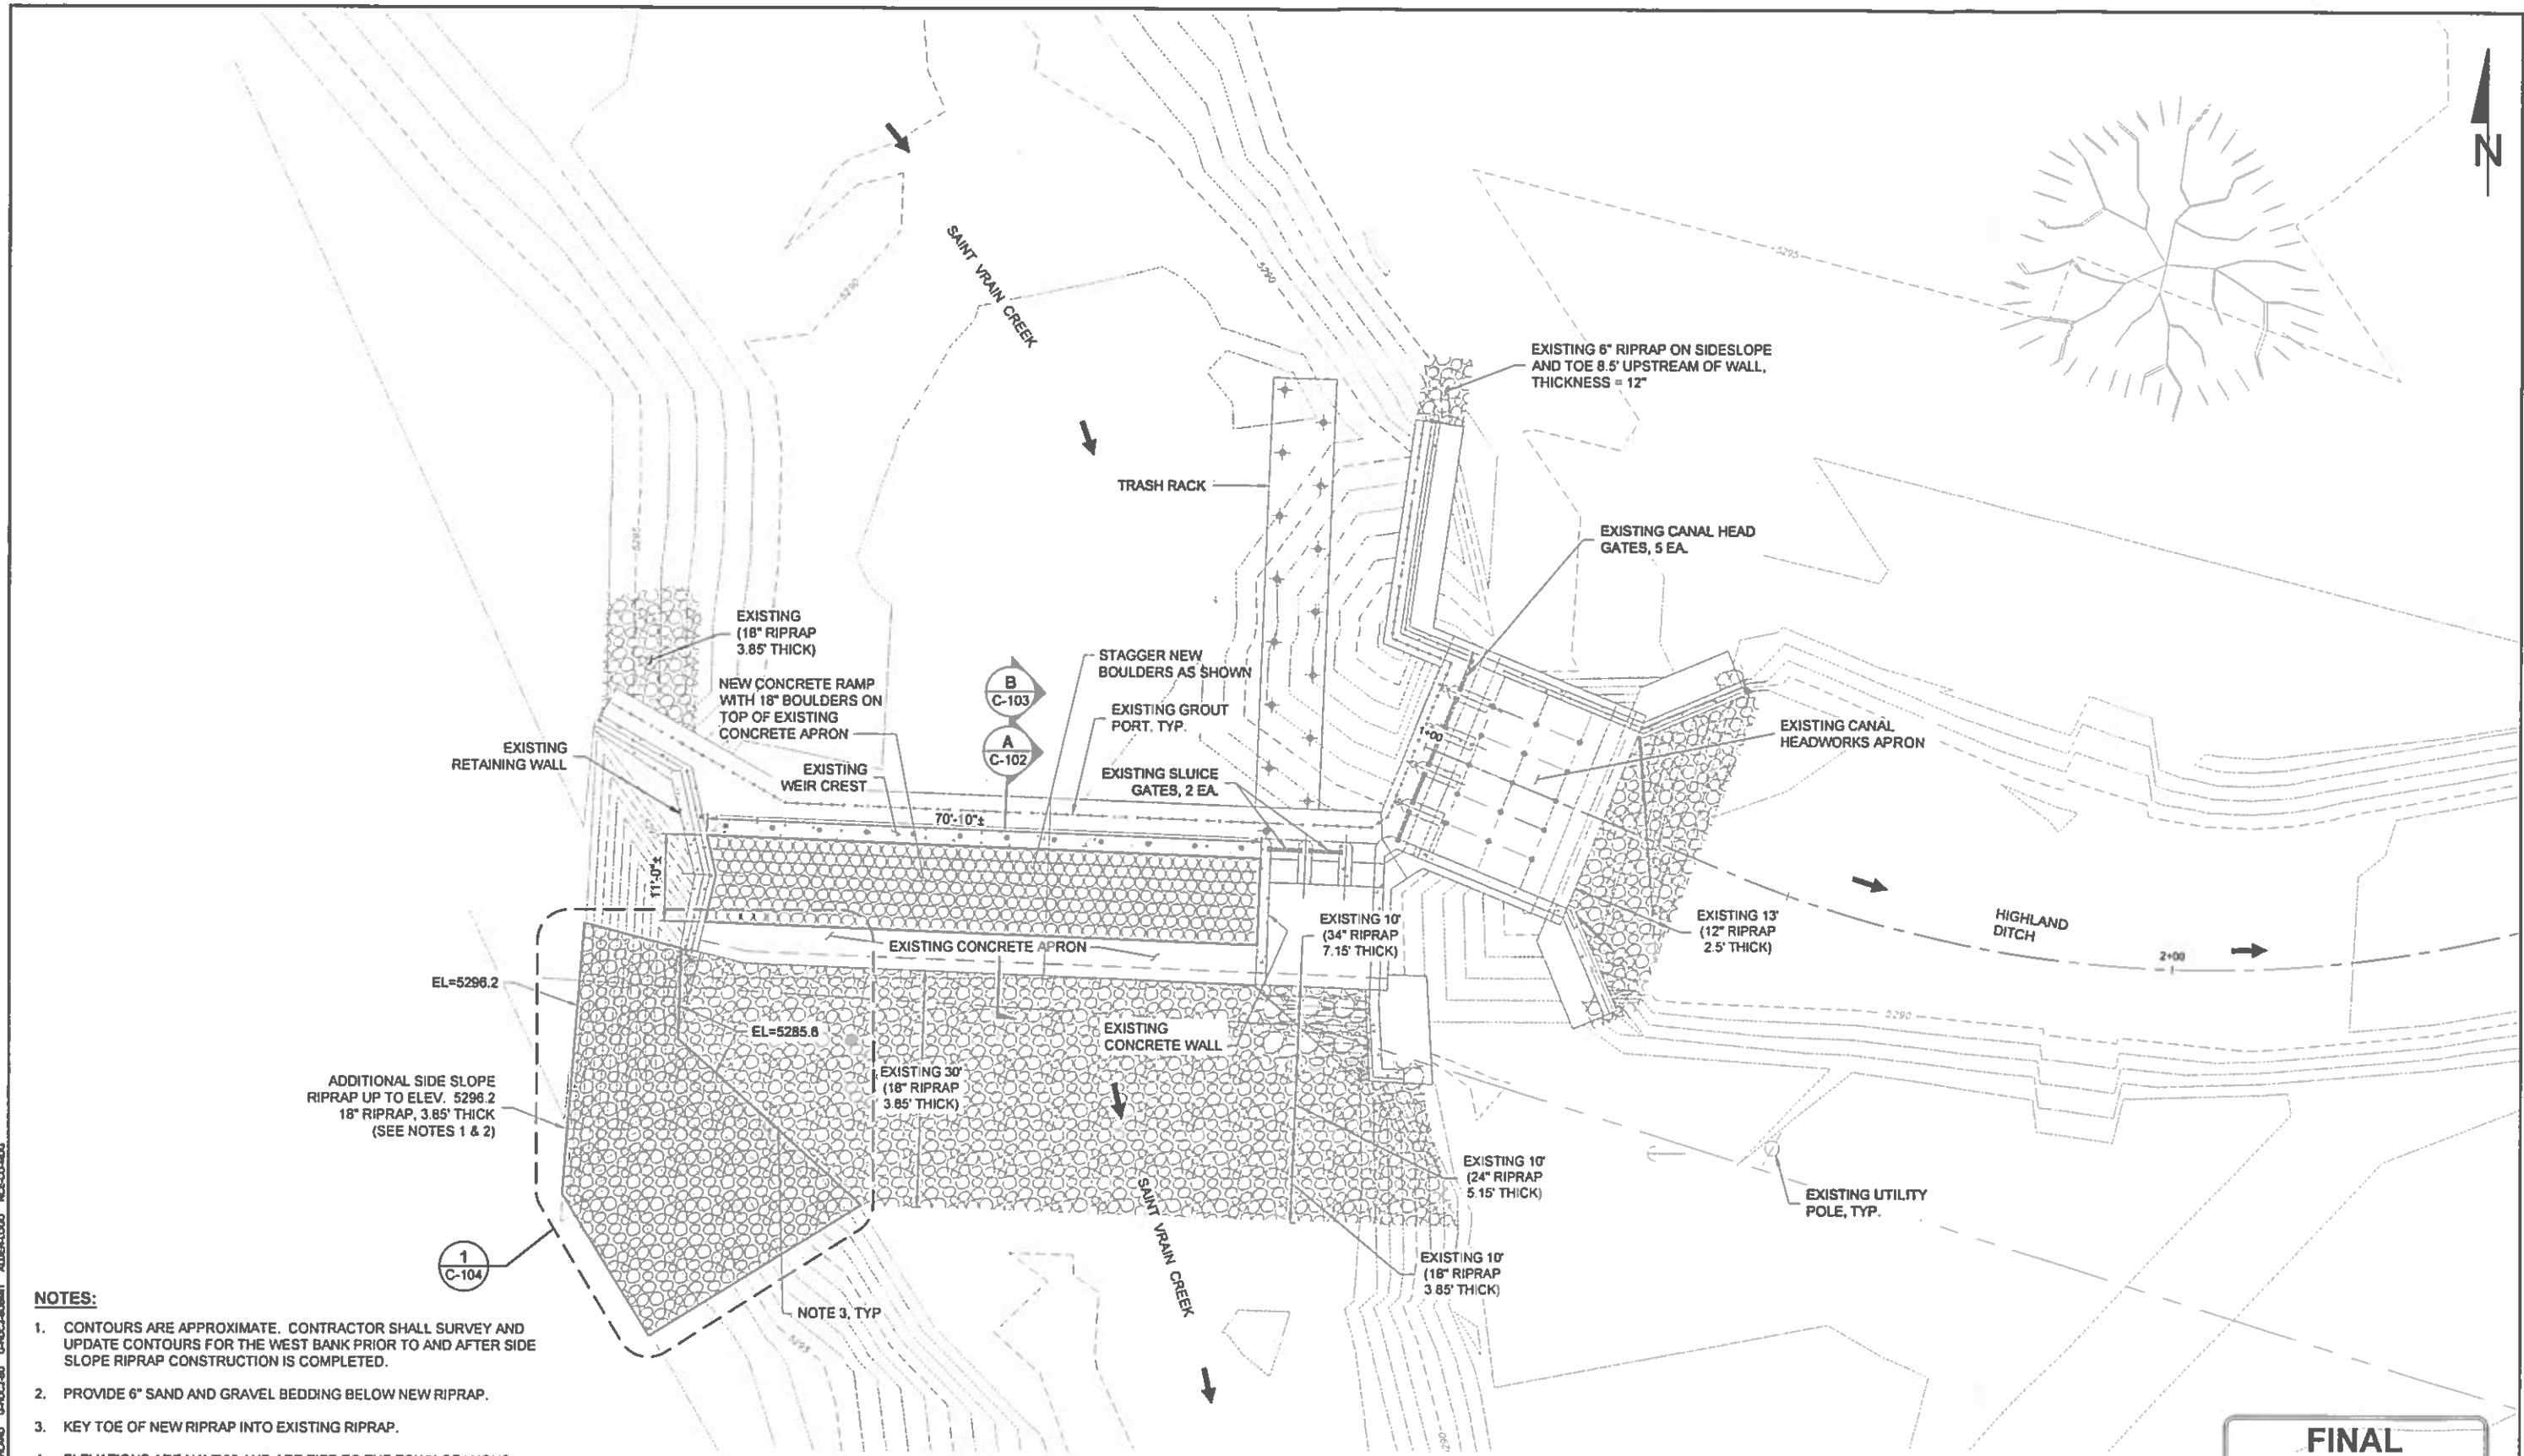 N
SAINT VRAIN CREEK
5290
5290
5295
EXISTING 6" RIPRAP ON SIDESLOPE
AND TOE 8.5' UPSTREAM OF WALL,
THICKNESS = 12"
TRASH RACK
EXISTING CANAL HEAD
GATES, 5 EA.
5295
EXISTING
(18" RIPRAP
3.85' THICK)
STAGGER NEW
BOULDERS AS SHOWN
B
C-103
NEW CONCRETE RAMP
WITH 18" BOULDERS ON
TOP OF EXISTING
CONCRETE APRON
EXISTING GROUT
PORT, TYP.
A
C-102
EXISTING
RETAINING WALL
EXISTING
WEIR CREST
EXISTING SLUICE
GATES, 2 EA.
1+00
EXISTING CANAL
HEADWORKS APRON
70'-10"±
11'-0"±
EXISTING CONCRETE APRON
EXISTING 10'
(34" RIPRAP
7.15' THICK)
EXISTING 13'
(12" RIPRAP
2.5' THICK)
HIGHLAND
DITCH
2+00
EL=5296.2
EL=5285.6
EXISTING
CONCRETE WALL
5290
ADDITIONAL SIDE SLOPE
RIPRAP UP TO ELEV. 5296.2
18" RIPRAP, 3.85' THICK
(SEE NOTES 1 & 2)
EXISTING 30'
(18" RIPRAP
3.85' THICK)
EXISTING 10'
(24" RIPRAP
5.15' THICK)
EXISTING UTILITY
POLE, TYP.
SAINT VRAIN CREEK
EXISTING 10'
(18" RIPRAP
3.85' THICK)
1
C-104
NOTE 3, TYP
5295
NOTES:
1. CONTOURS ARE APPROXIMATE. CONTRACTOR SHALL SURVEY AND
UPDATE CONTOURS FOR THE WEST BANK PRIOR TO AND AFTER SIDE
SLOPE RIPRAP CONSTRUCTION IS COMPLETED.
2. PROVIDE 6" SAND AND GRAVEL BEDDING BELOW NEW RIPRAP.
3. KEY TOE OF NEW RIPRAP INTO EXISTING RIPRAP.
FINAL